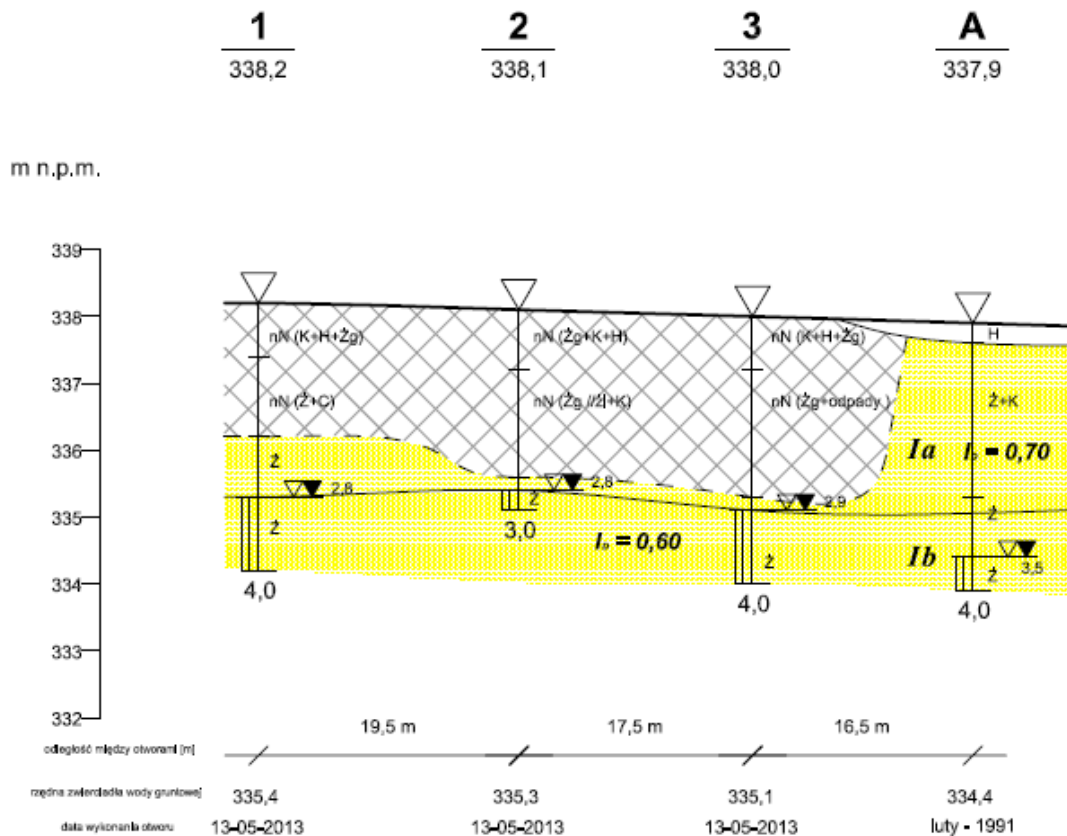 1 2 3 A
338,2 338,1 338,0 337,9
m n.p.m.
339
338
337
336
335
334
333
332
nN (K+H+Żg) nN (Żg+K+H) nN (K+H+Żg) H
nN (Ż+C) nN (Żg //Ż+K) nN (Żg+odpady ) Ż+K
Ia I_D = 0,70
Ż
2,8 2,8 2,9
Ż Ż Ż
I_D = 0,60 Ib
Ż Ż 3,5
4,0 3,0 4,0 4,0
19,5 m 17,5 m 16,5 m
odległość między otworami [m]
rzędna zwierciadła wody gruntowej 335,4 335,3 335,1 334,4
data wykonania otworu 13-05-2013 13-05-2013 13-05-2013 luty - 1991